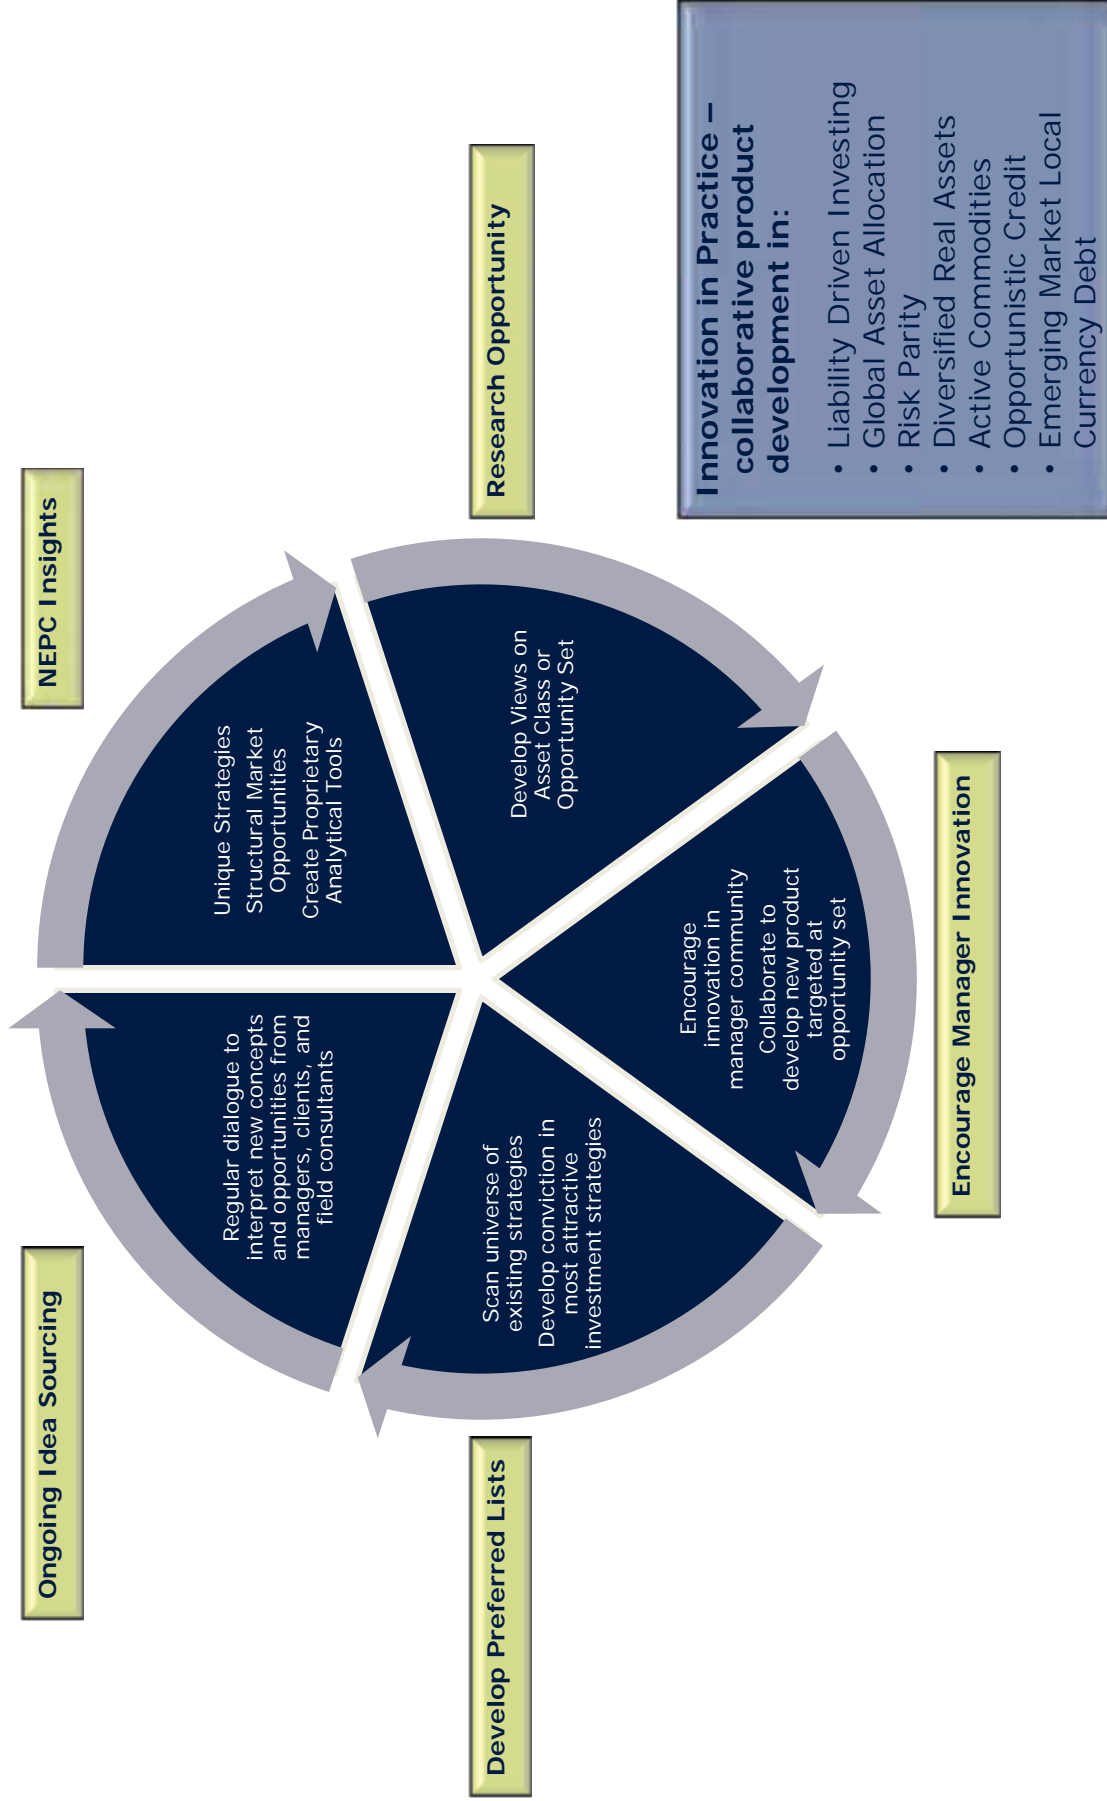 Ongoing Idea Sourcing
NEPC Insights
Regular dialogue to
interpret new concepts
and opportunities from
managers, clients, and
field consultants
Unique Strategies
Structural Market
Opportunities
Create Proprietary
Analytical Tools
Develop Preferred Lists
Scan universe of
existing strategies
Develop conviction in
most attractive
investment strategies
Develop Views on
Asset Class or
Opportunity Set
Research Opportunity
Encourage
innovation in
manager community
Collaborate to
develop new product
targeted at
opportunity set
Encourage Manager Innovation
Innovation in Practice –
collaborative product
development in:
• Liability Driven Investing
• Global Asset Allocation
• Risk Parity
• Diversified Real Assets
• Active Commodities
• Opportunistic Credit
• Emerging Market Local
Currency Debt